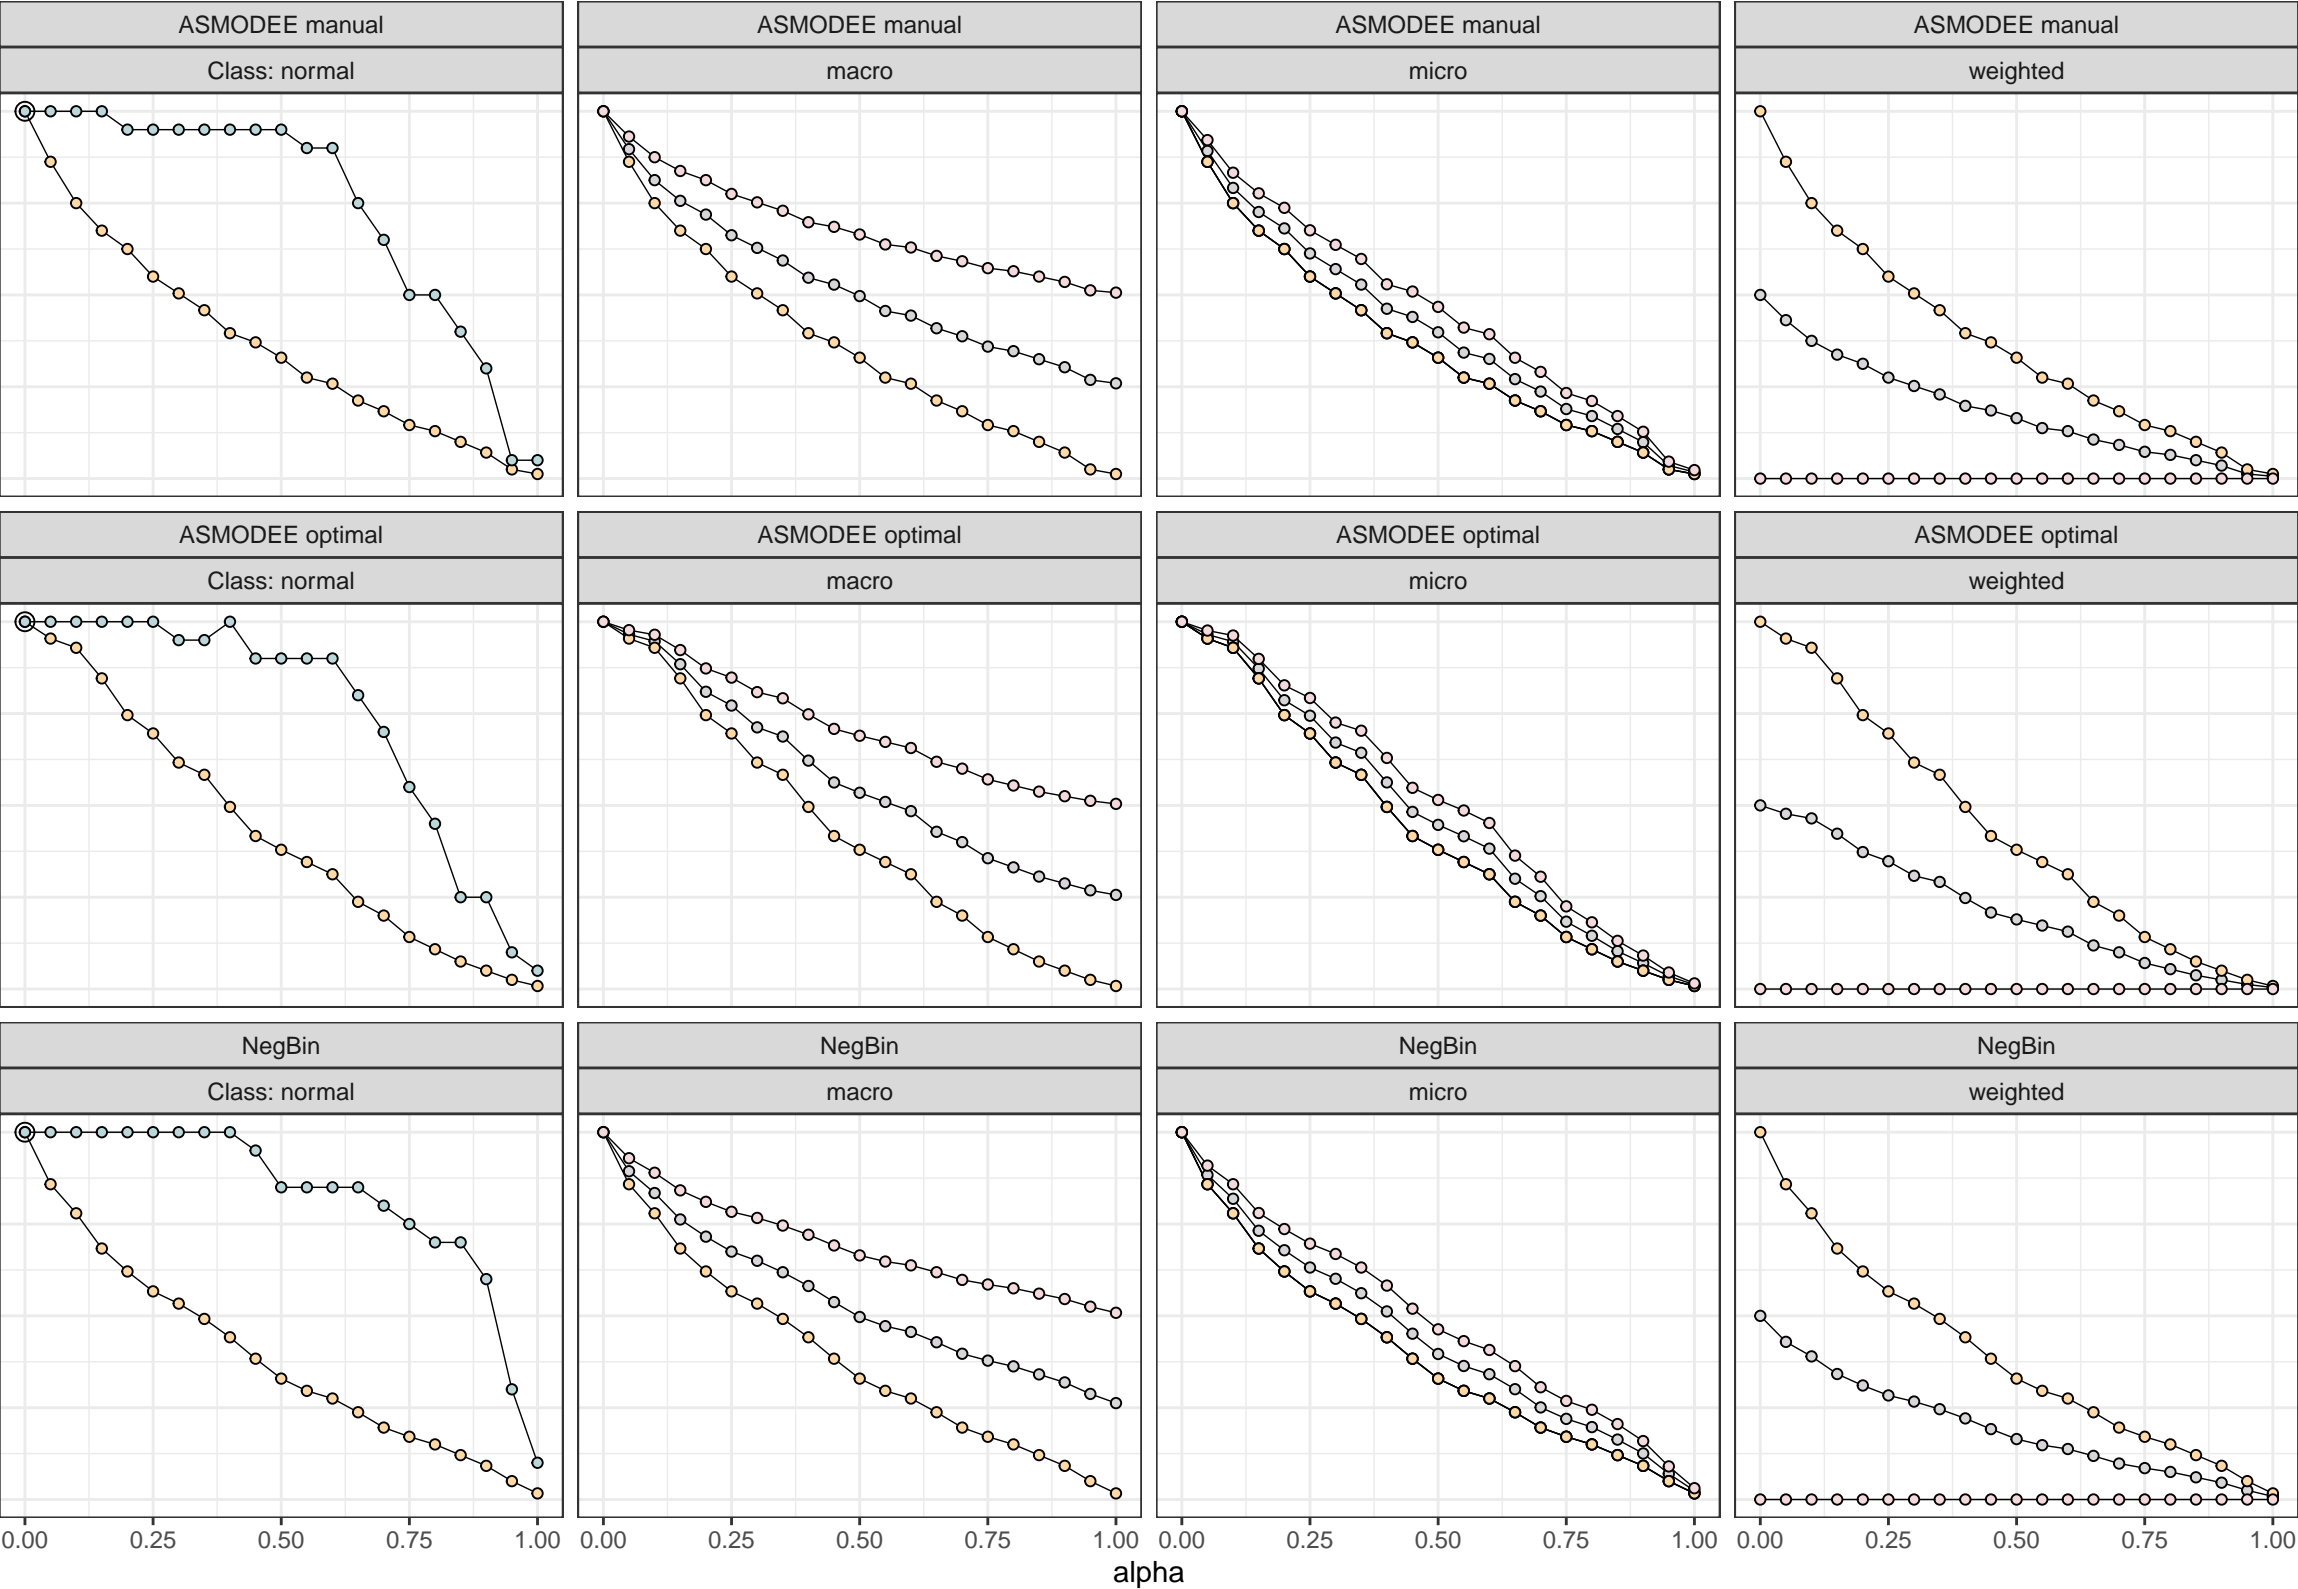 ASMODEE manual ASMODEE manual ASMODEE manual ASMODEE manual
Class: normal macro micro weighted
ASMODEE optimal ASMODEE optimal ASMODEE optimal ASMODEE optimal
Class: normal macro micro weighted
NegBin NegBin NegBin NegBin
Class: normal macro micro weighted
0.00 0.25 0.50 0.75 1.00 0.00 0.25 0.50 0.75 1.00 0.00 0.25 0.50 0.75 1.00 0.00 0.25 0.50 0.75 1.00
alpha